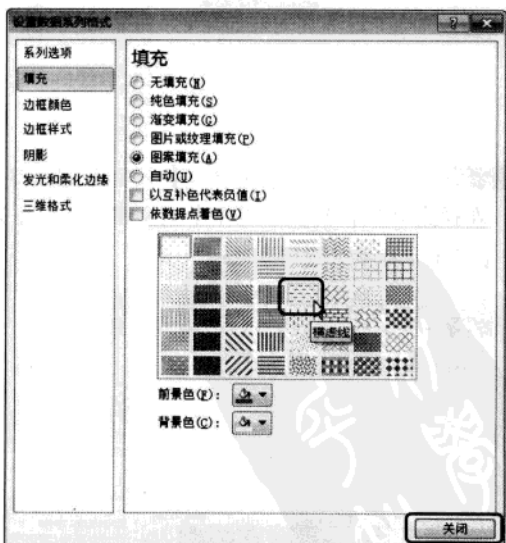 设置数据系列格式
系列选项
填充
边框颜色
边框样式
阴影
发光和柔化边缘
三维格式
填充
无填充(N)
纯色填充(S)
渐变填充(G)
图片或纹理填充(P)
图案填充(A)
自动(U)
以互补色代表负值(I)
依数据点着色(V)
横虚线
前景色(F):
背景色(C):
关闭